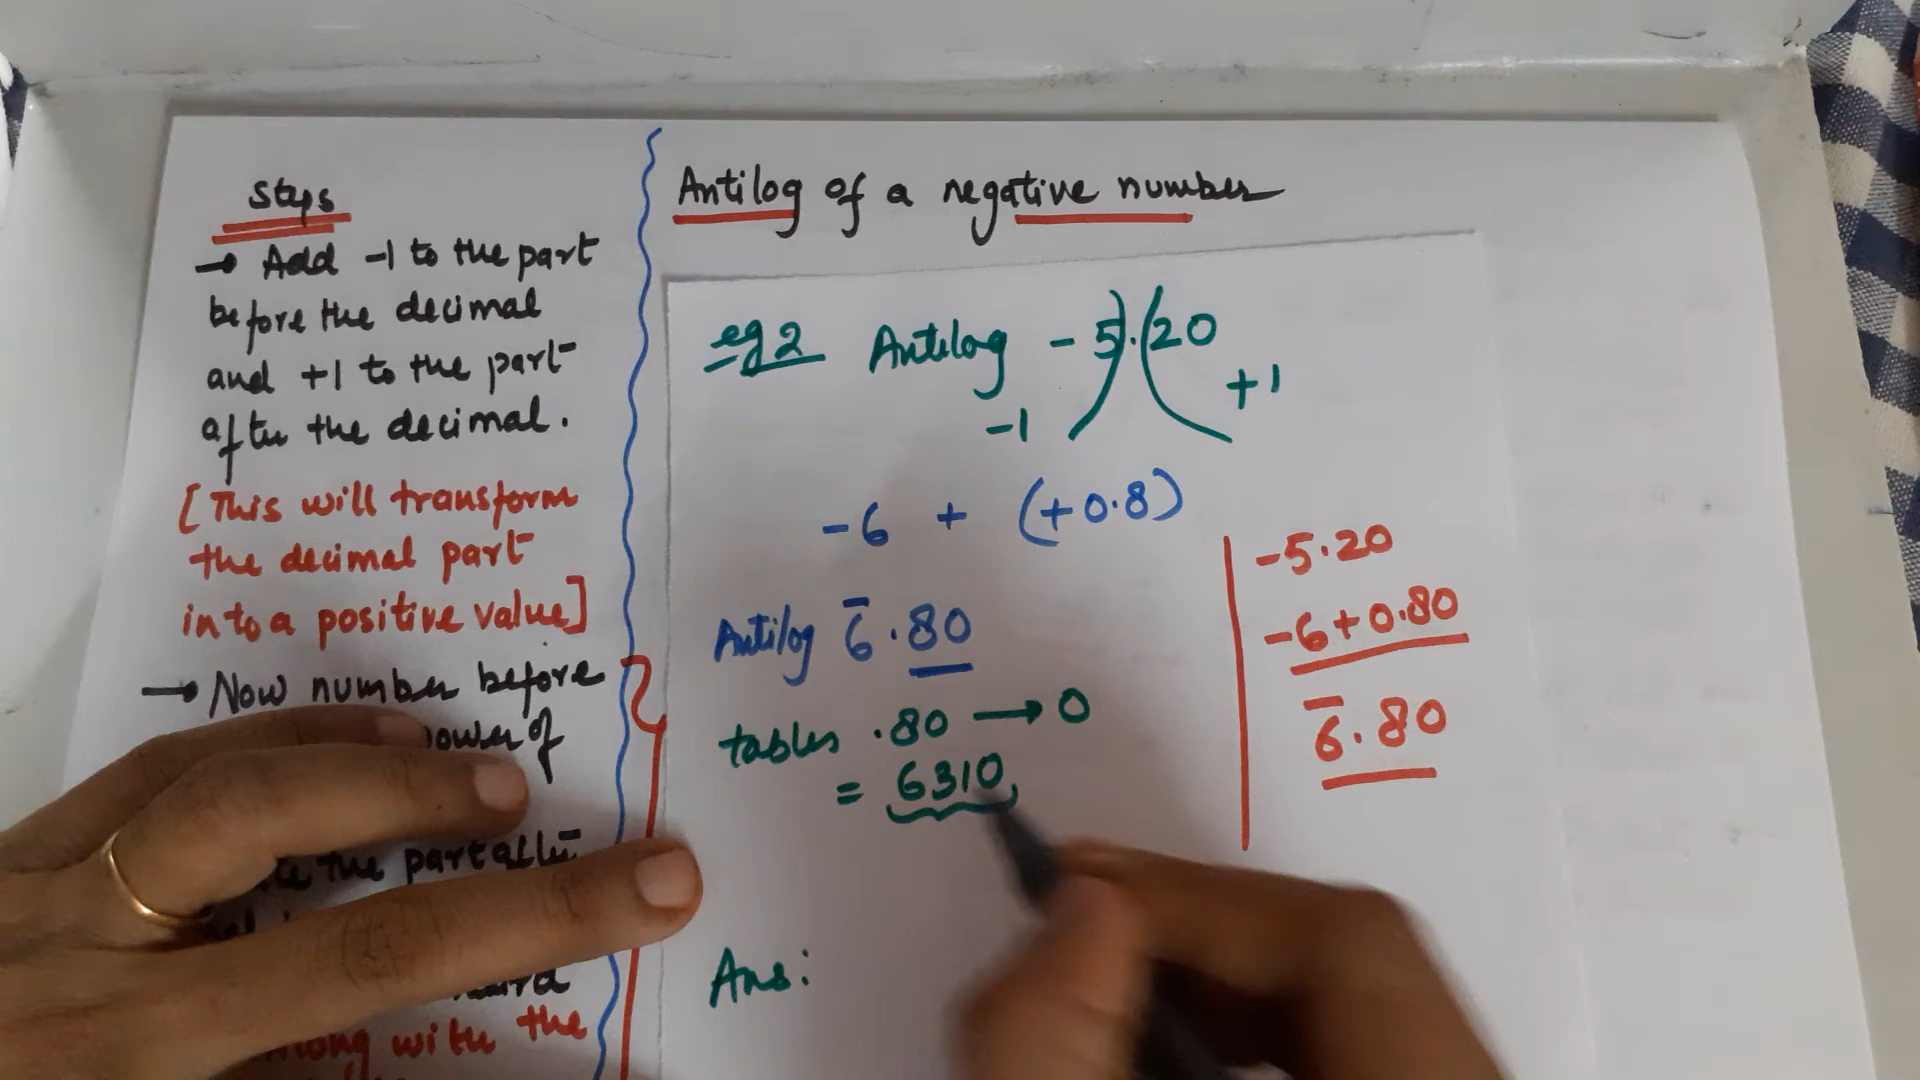 Steps
→ Add -1 to the part
before the decimal
and +1 to the part
after the decimal.
[This will transform
the decimal part
into a positive value]
→ Now number before
power of
the part after
along with the
Antilog of a negative number
eg 2 Antilog -5.20
-1 +1
-6 + (+0.8)
Antilog 6̅.80
tables .80 → 0
= 6310
Ans:
-5.20
-6+0.80
6̅.80